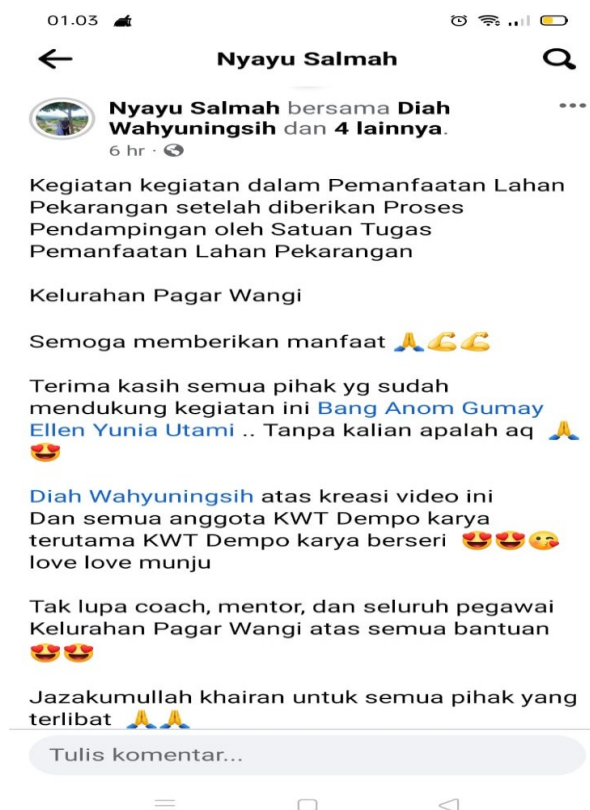 01.03
Nyayu Salmah
Nyayu Salmah bersama Diah
Wahyuningsih dan 4 lainnya.
6 hr ·
Kegiatan kegiatan dalam Pemanfaatan Lahan
Pekarangan setelah diberikan Proses
Pendampingan oleh Satuan Tugas
Pemanfaatan Lahan Pekarangan
Kelurahan Pagar Wangi
Semoga memberikan manfaat 🙏💪💪
Terima kasih semua pihak yg sudah
mendukung kegiatan ini Bang Anom Gumay
Ellen Yunia Utami .. Tanpa kalian apalah aq 🙏
😍
Diah Wahyuningsih atas kreasi video ini
Dan semua anggota KWT Dempo karya
terutama KWT Dempo karya berseri 😍😍😘
love love munju
Tak lupa coach, mentor, dan seluruh pegawai
Kelurahan Pagar Wangi atas semua bantuan
😍😍
Jazakumullah khairan untuk semua pihak yang
terlibat 🙏🙏
Tulis komentar...